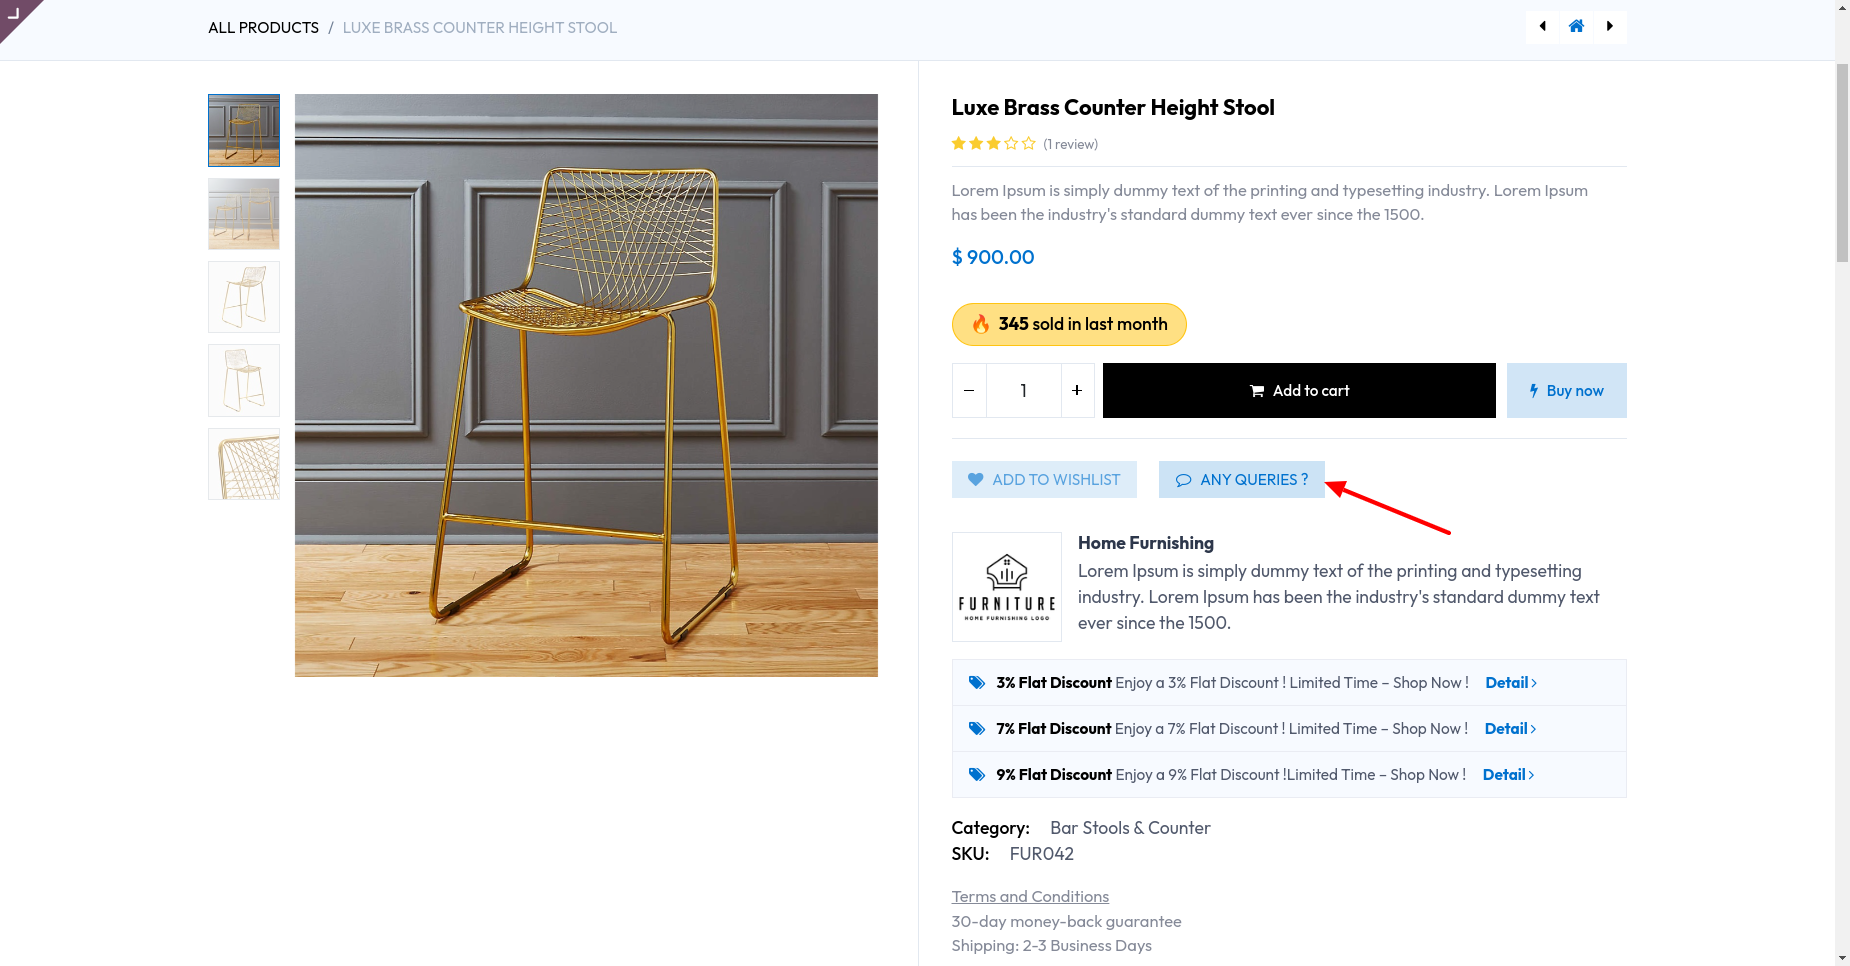 ALL PRODUCTS / LUXE BRASS COUNTER HEIGHT STOOL
Luxe Brass Counter Height Stool
(1 review)
Lorem Ipsum is simply dummy text of the printing and typesetting industry. Lorem Ipsum
has been the industry's standard dummy text ever since the 1500.
$ 900.00
345 sold in last month
1
Add to cart
Buy now
ADD TO WISHLIST
ANY QUERIES ?
FURNITURE
HOME FURNISHING LOGO
Home Furnishing
Lorem Ipsum is simply dummy text of the printing and typesetting
industry. Lorem Ipsum has been the industry's standard dummy text
ever since the 1500.
3% Flat Discount Enjoy a 3% Flat Discount ! Limited Time – Shop Now ! Detail
7% Flat Discount Enjoy a 7% Flat Discount ! Limited Time – Shop Now ! Detail
9% Flat Discount Enjoy a 9% Flat Discount !Limited Time – Shop Now ! Detail
Category: Bar Stools & Counter
SKU: FUR042
Terms and Conditions
30-day money-back guarantee
Shipping: 2-3 Business Days